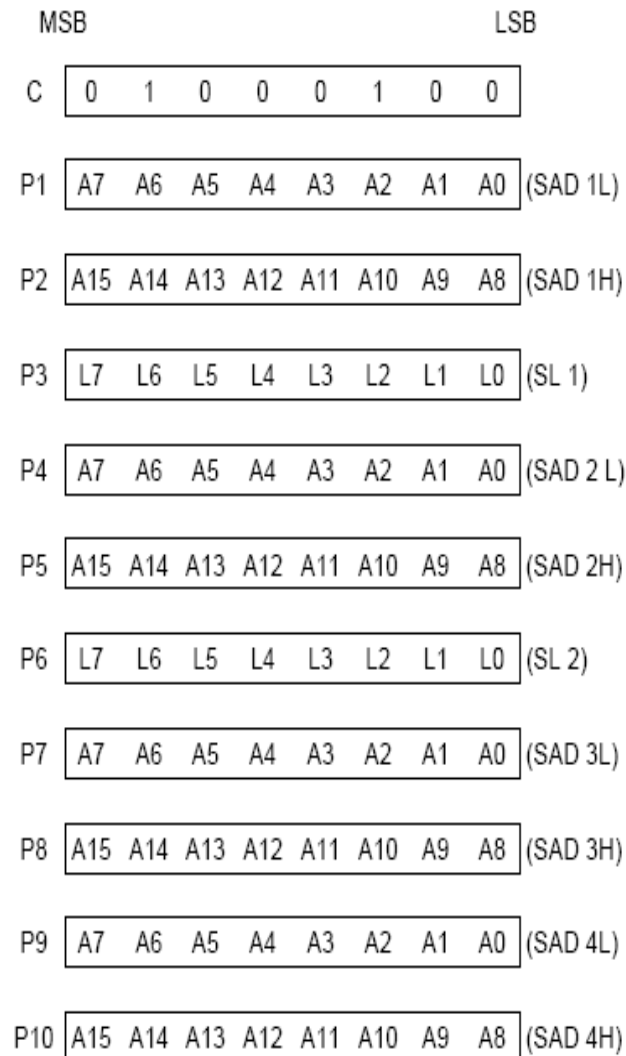 MSB LSB
C 0 1 0 0 0 1 0 0
P1 A7 A6 A5 A4 A3 A2 A1 A0 (SAD 1L)
P2 A15 A14 A13 A12 A11 A10 A9 A8 (SAD 1H)
P3 L7 L6 L5 L4 L3 L2 L1 L0 (SL 1)
P4 A7 A6 A5 A4 A3 A2 A1 A0 (SAD 2 L)
P5 A15 A14 A13 A12 A11 A10 A9 A8 (SAD 2H)
P6 L7 L6 L5 L4 L3 L2 L1 L0 (SL 2)
P7 A7 A6 A5 A4 A3 A2 A1 A0 (SAD 3L)
P8 A15 A14 A13 A12 A11 A10 A9 A8 (SAD 3H)
P9 A7 A6 A5 A4 A3 A2 A1 A0 (SAD 4L)
P10 A15 A14 A13 A12 A11 A10 A9 A8 (SAD 4H)